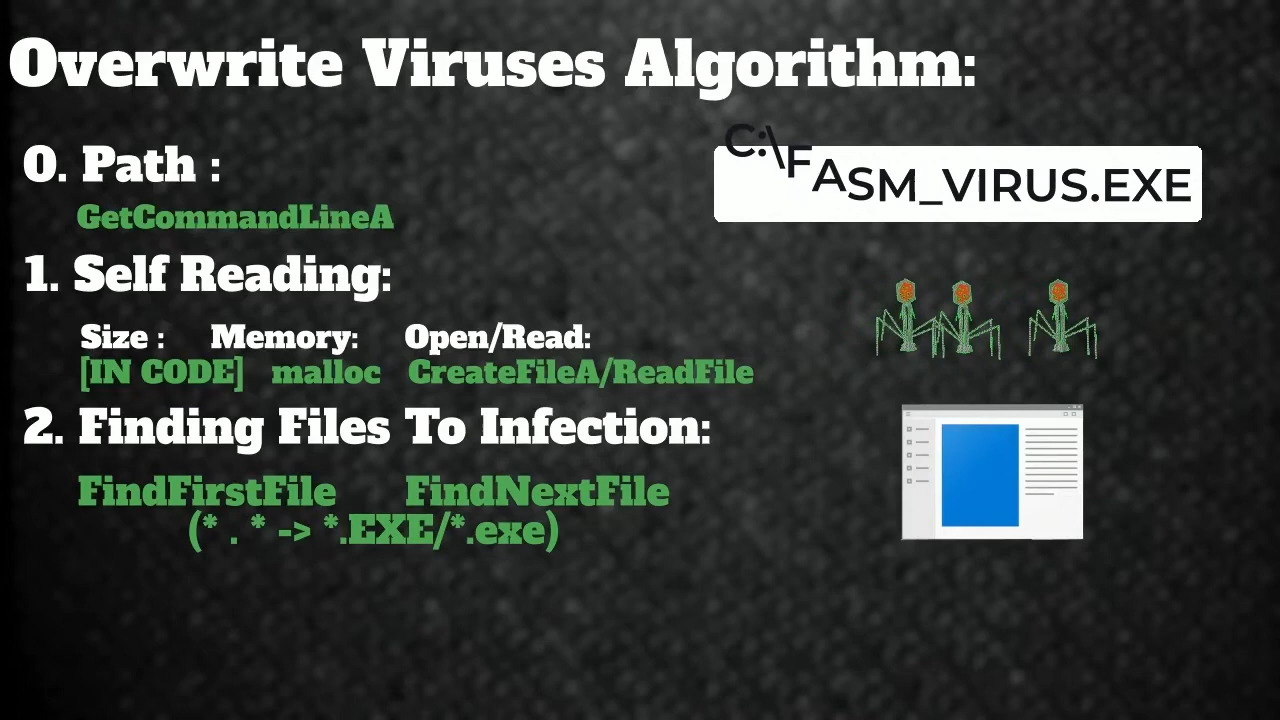 Overwrite Viruses Algorithm:
0. Path :
C:\FASM_VIRUS.EXE
GetCommandLineA
1. Self Reading:
Size : Memory: Open/Read:
[IN CODE] malloc CreateFileA/ReadFile
2. Finding Files To Infection:
FindFirstFile FindNextFile
(* . * -> *.EXE/*.exe)